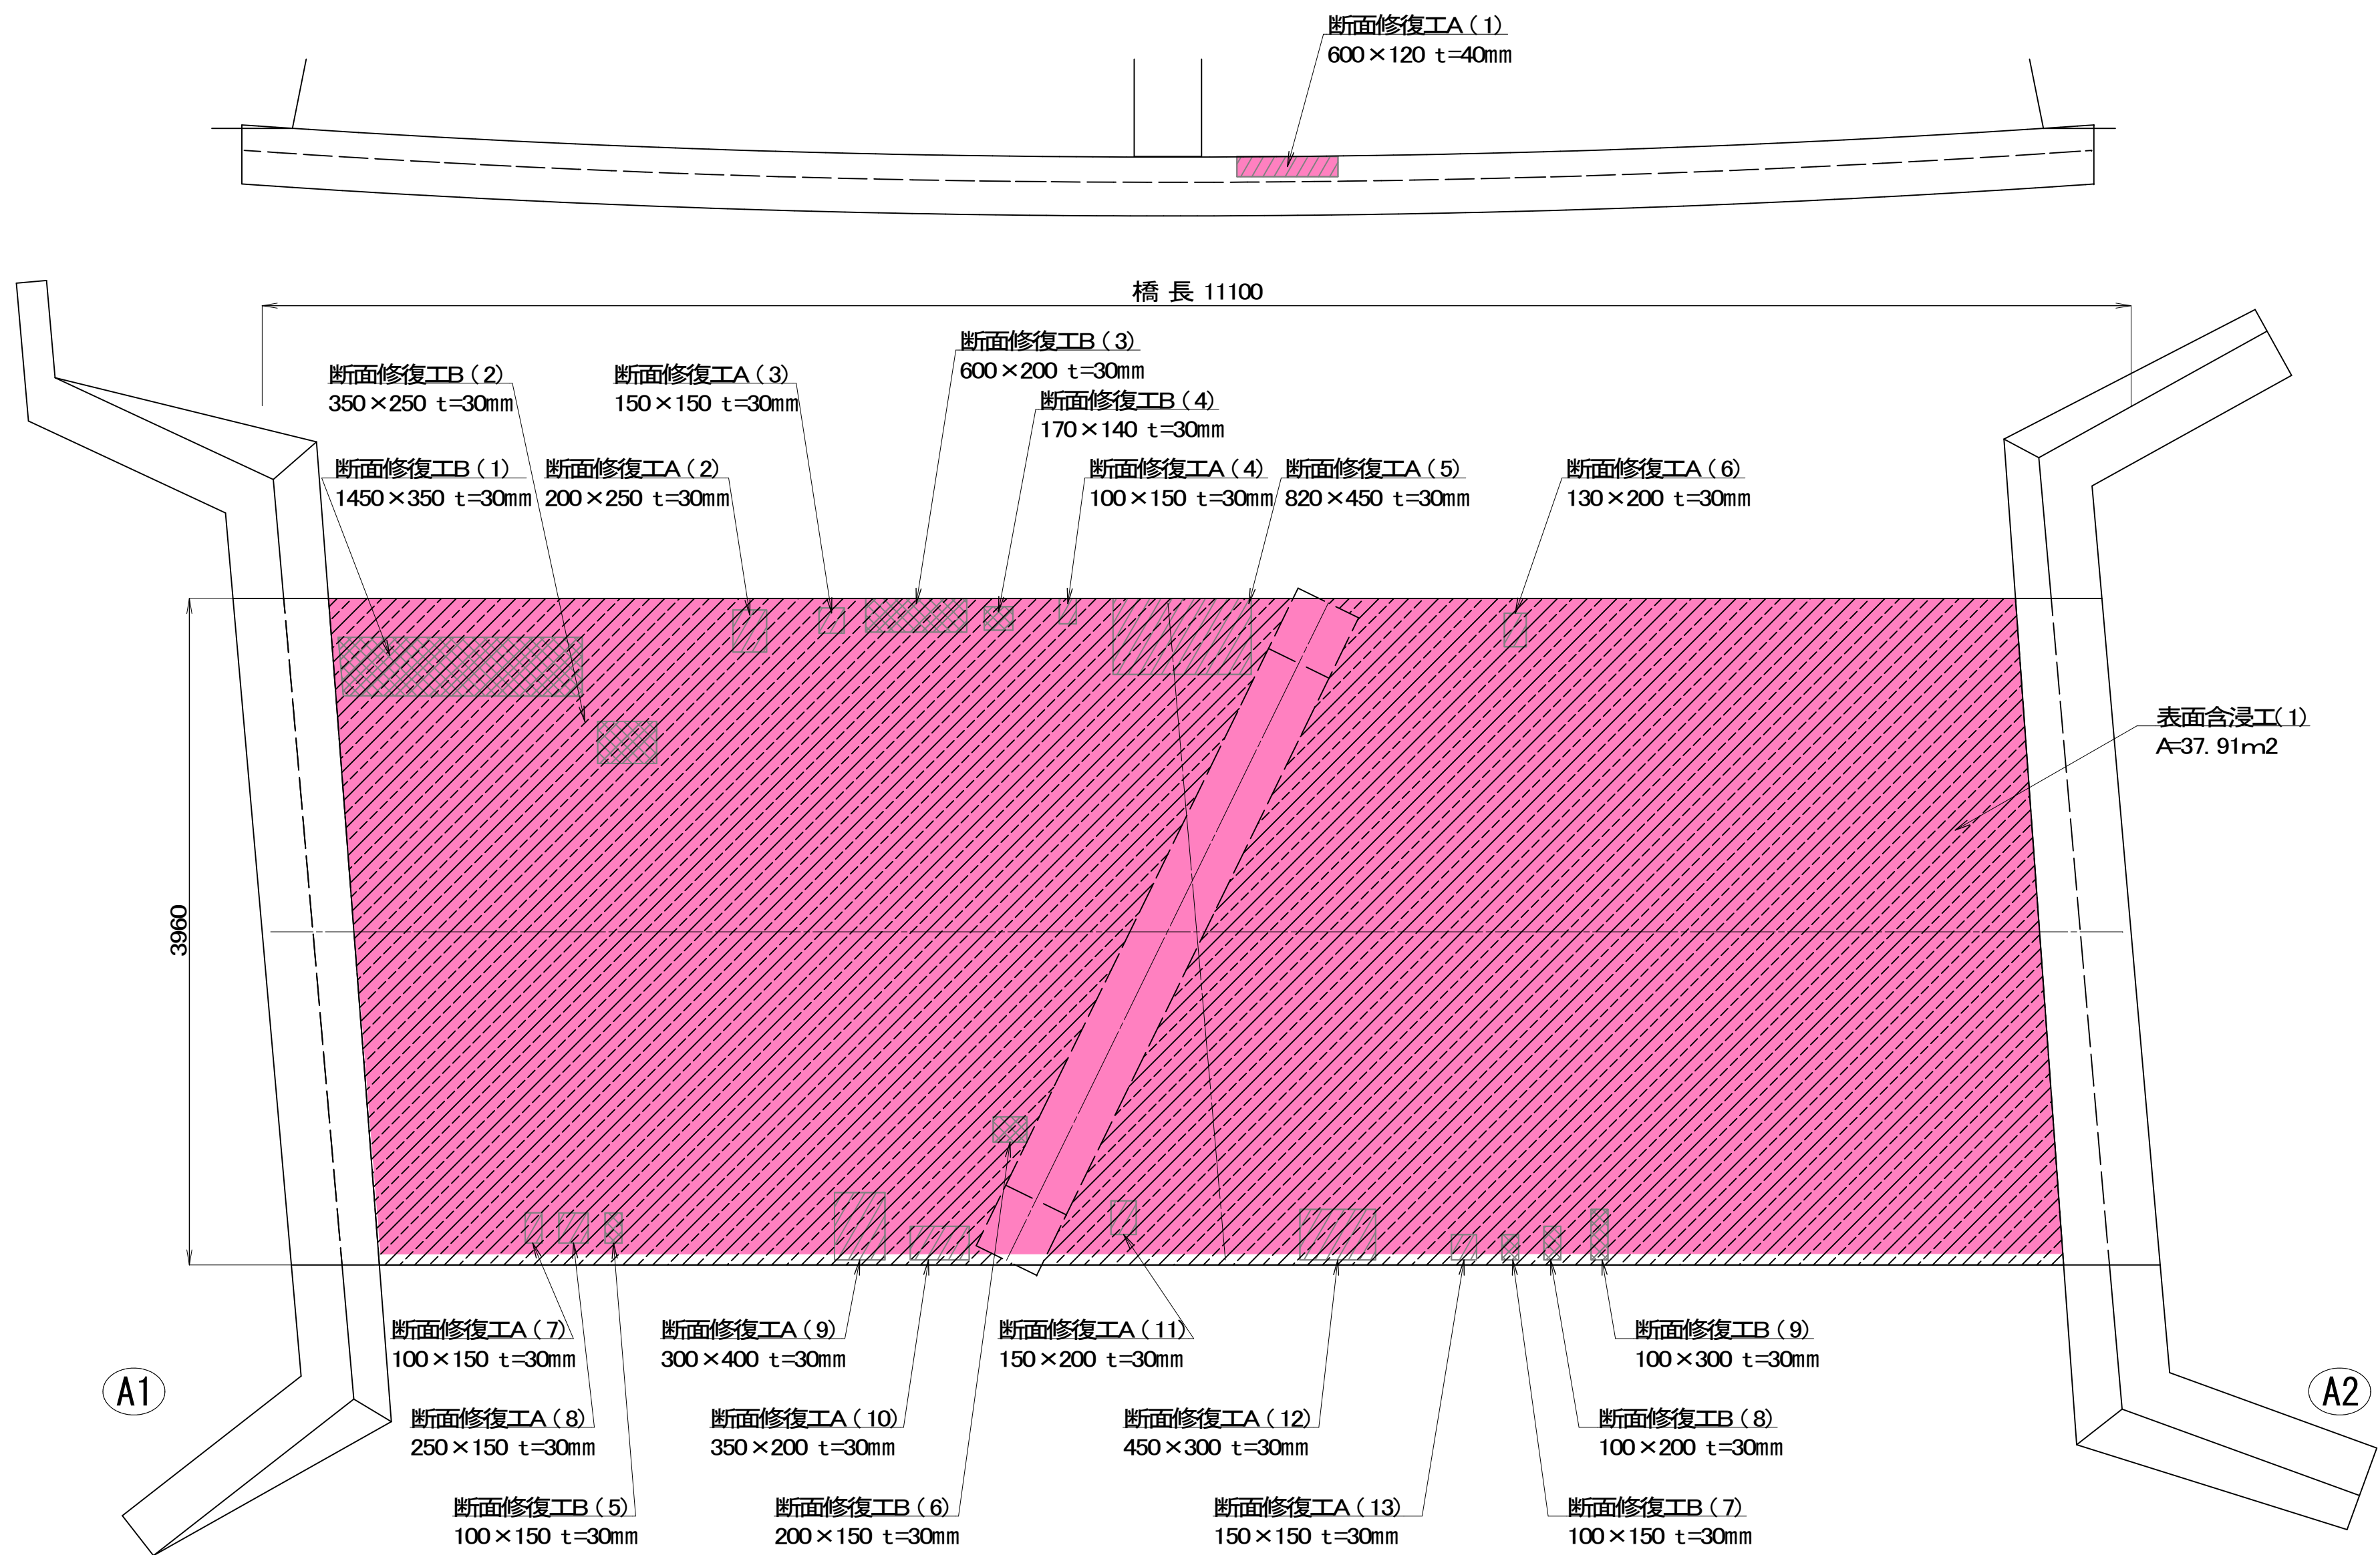 断面修復工A(1)
600×120 t=40mm
橋 長 11100
断面修復工B(3)
600×200 t=30mm
断面修復工B(2)
350×250 t=30mm
断面修復工A(3)
150×150 t=30mm
断面修復工B(4)
170×140 t=30mm
断面修復工B(1)
1450×350 t=30mm
断面修復工A(2)
200×250 t=30mm
断面修復工A(4)
100×150 t=30mm
断面修復工A(5)
820×450 t=30mm
断面修復工A(6)
130×200 t=30mm
表面含浸工(1)
A=37.91m2
3960
断面修復工A(7)
100×150 t=30mm
断面修復工A(9)
300×400 t=30mm
断面修復工A(11)
150×200 t=30mm
断面修復工B(9)
100×300 t=30mm
A1
A2
断面修復工A(8)
250×150 t=30mm
断面修復工A(10)
350×200 t=30mm
断面修復工A(12)
450×300 t=30mm
断面修復工B(8)
100×200 t=30mm
断面修復工B(5)
100×150 t=30mm
断面修復工B(6)
200×150 t=30mm
断面修復工A(13)
150×150 t=30mm
断面修復工B(7)
100×150 t=30mm